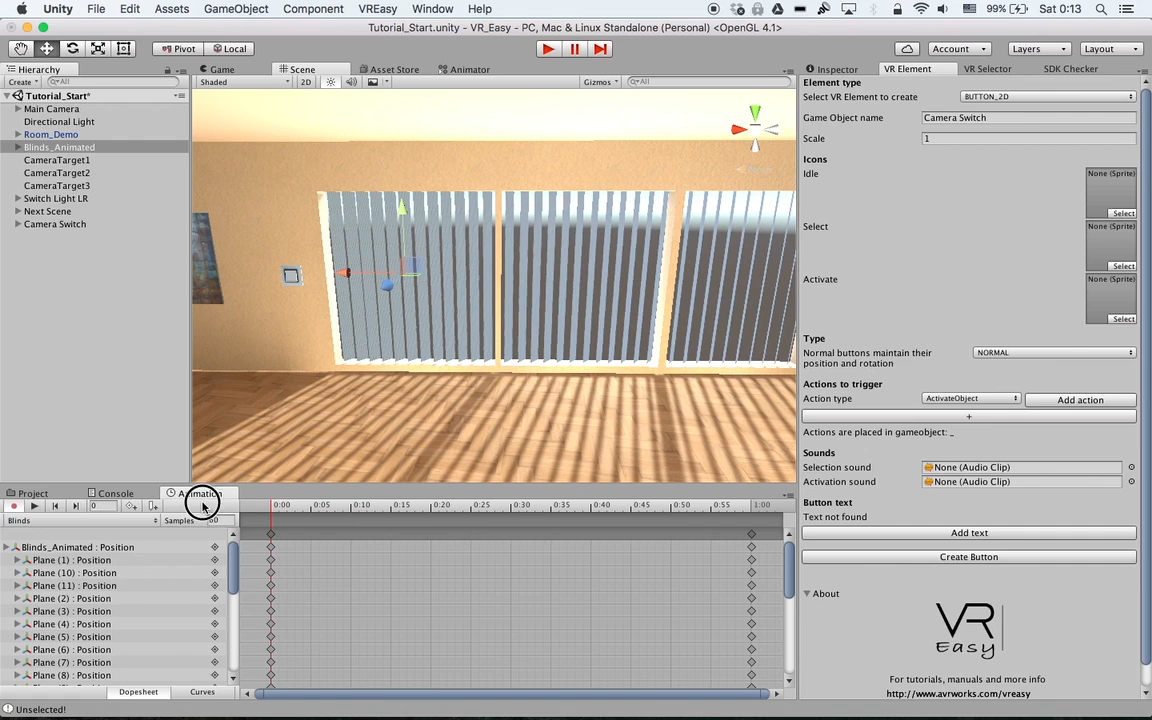 Unity File Edit Assets GameObject Component VREasy Window Help 99% Sat 0:13
Tutorial_Start.unity - VR_Easy - PC, Mac & Linux Standalone (Personal) <OpenGL 4.1>
Pivot Local Account Layers Layout
Hierarchy Game Scene Asset Store Animator Inspector VR Element VR Selector SDK Checker
Create All Shaded 2D Gizmos All
Tutorial_Start*
Main Camera
Directional Light
Room_Demo
Blinds_Animated
CameraTarget1
CameraTarget2
CameraTarget3
Switch Light LR
Next Scene
Camera Switch
Element type
Select VR Element to create BUTTON_2D
Game Object name Camera Switch
Scale 1
Icons
Idle None (Sprite)
Select
Select None (Sprite)
Select
Activate None (Sprite)
Select
Type
Normal buttons maintain their NORMAL
position and rotation
Actions to trigger
Action type ActivateObject Add action
+
Actions are placed in gameobject: _
Sounds
Selection sound None (Audio Clip)
Activation sound None (Audio Clip)
Button text
Text not found
Add text
Create Button
About
VR
Easy
For tutorials, manuals and more info
http://www.avrworks.com/vreasy
Project Console Animation
0 0:00 0:05 0:10 0:15 0:20 0:25 0:30 0:35 0:40 0:45 0:50 0:55 1:00
Blinds Samples 60
Blinds_Animated : Position
Plane (1) : Position
Plane (10) : Position
Plane (11) : Position
Plane (2) : Position
Plane (3) : Position
Plane (4) : Position
Plane (5) : Position
Plane (6) : Position
Plane (7) : Position
Plane (8) : Position
Dopesheet Curves
Unselected!